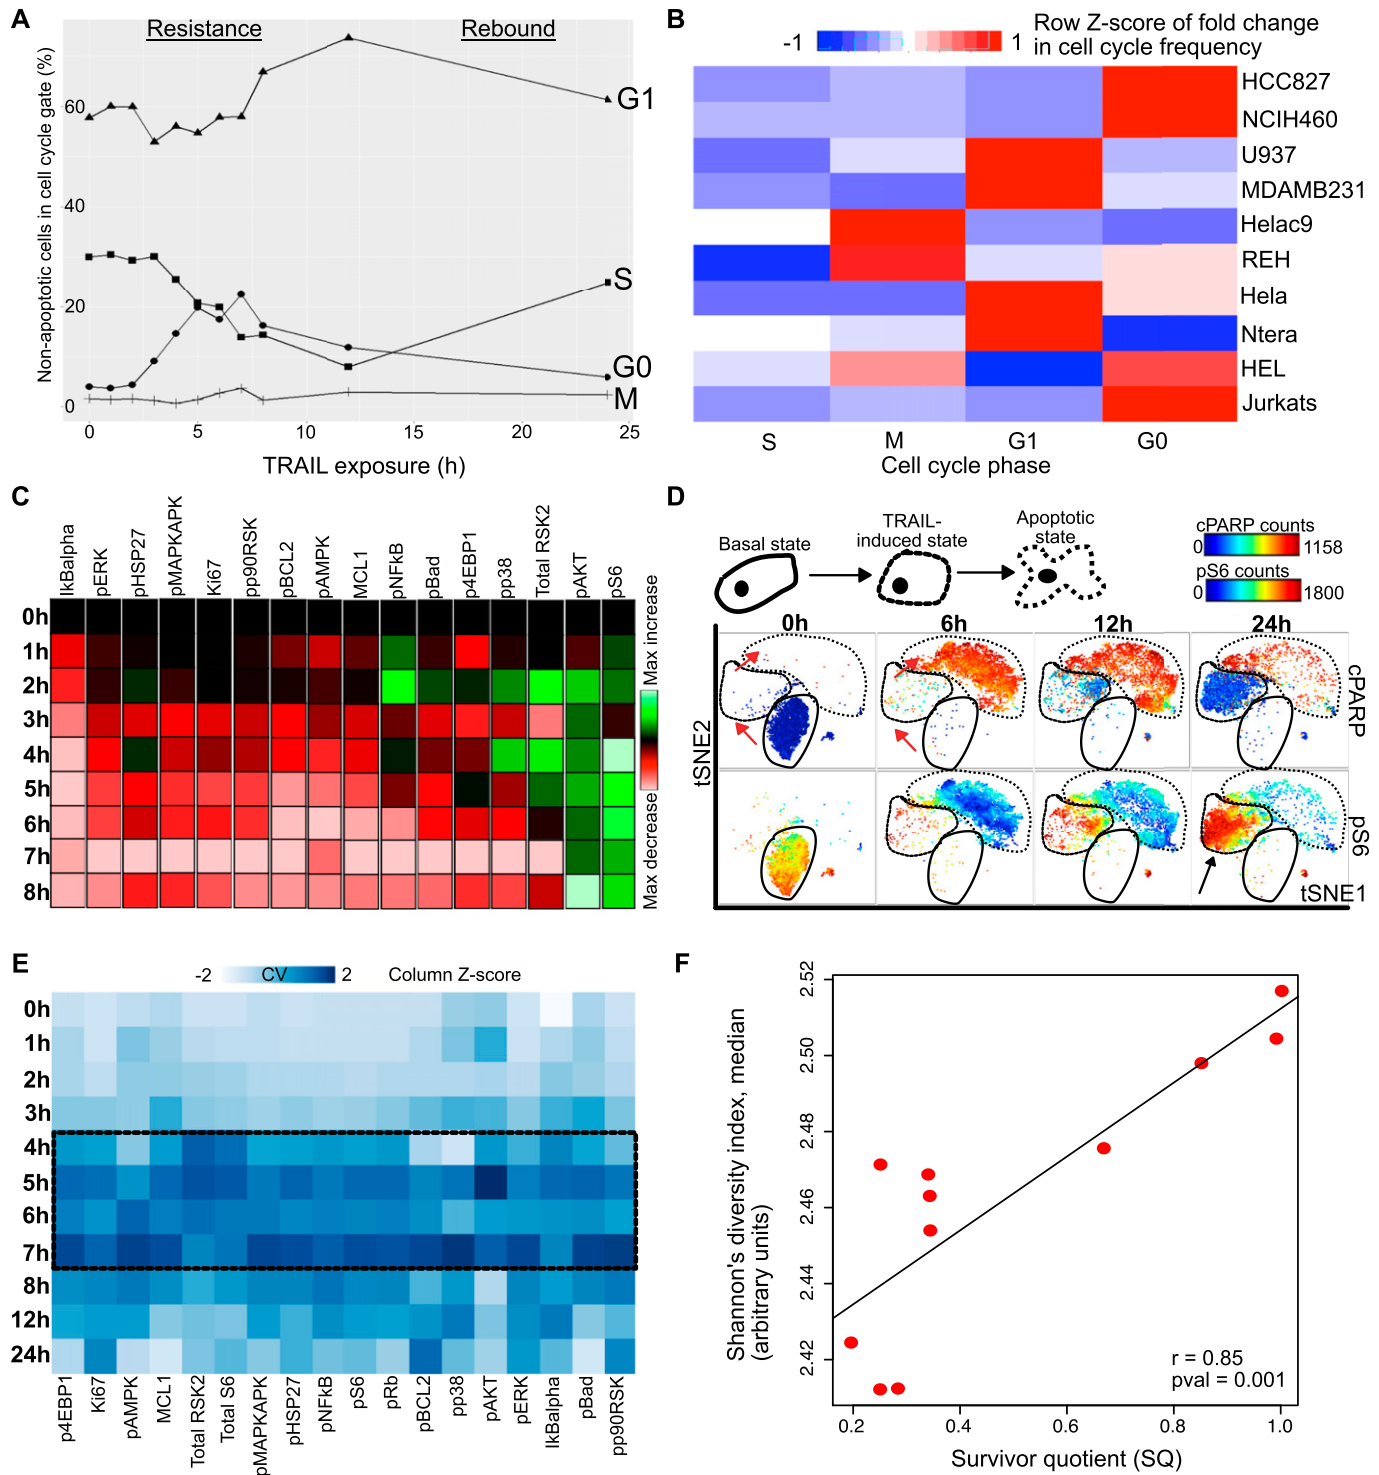 A
Resistance
Rebound
Non-apoptotic cells in cell cycle gate (%)
60
40
20
0
G1
S
G0
M
0 5 10 15 20 25
TRAIL exposure (h)
B
Row Z-score of fold change
in cell cycle frequency
-1 1
HCC827
NCIH460
U937
MDAMB231
Helac9
REH
Hela
Ntera
HEL
Jurkats
S M G1 G0
Cell cycle phase
C
IkBalpha
pERK
pHSP27
pMAPKAPK
Ki67
pp90RSK
pBCL2
pAMPK
MCL1
pNFkB
pBad
p4EBP1
pp38
Total RSK2
pAKT
pS6
0h
1h
2h
3h
4h
5h
6h
7h
8h
Max increase
Max decrease
D
Basal state
TRAIL-
induced state
Apoptotic
state
cPARP counts
0 1158
pS6 counts
0 1800
0h 6h 12h 24h
cPARP
pS6
tSNE2
tSNE1
E
-2 CV 2 Column Z-score
0h
1h
2h
3h
4h
5h
6h
7h
8h
12h
24h
p4EBP1
Ki67
pAMPK
MCL1
Total RSK2
Total S6
pMAPKAPK
pHSP27
pNFkB
pS6
pRb
pBCL2
pp38
pAKT
pERK
IkBalpha
pBad
pp90RSK
F
Shannon's diversity index, median
(arbitrary units)
2.52
2.50
2.48
2.46
2.44
2.42
r = 0.85
pval = 0.001
0.2 0.4 0.6 0.8 1.0
Survivor quotient (SQ)